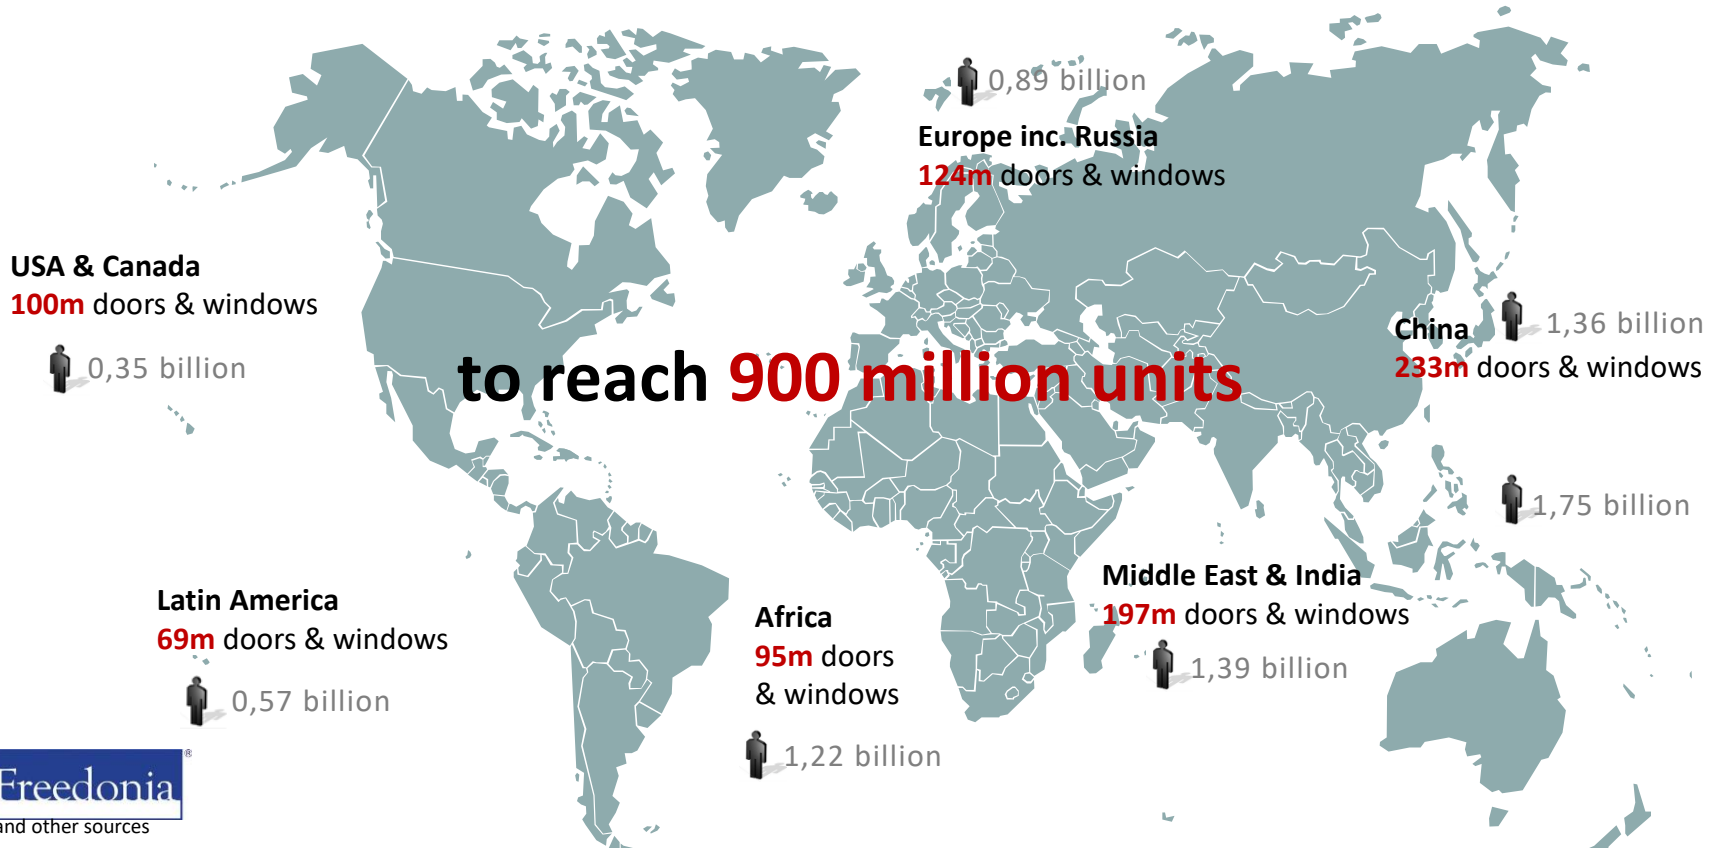 0,89 billion
Europe inc. Russia
124m doors & windows
USA & Canada
100m doors & windows
0,35 billion
to reach 900 million units
1,36 billion
China
233m doors & windows
1,75 billion
Middle East & India
197m doors & windows
1,39 billion
Latin America
69m doors & windows
0,57 billion
Africa
95m doors
& windows
1,22 billion
Freedonia®
and other sources